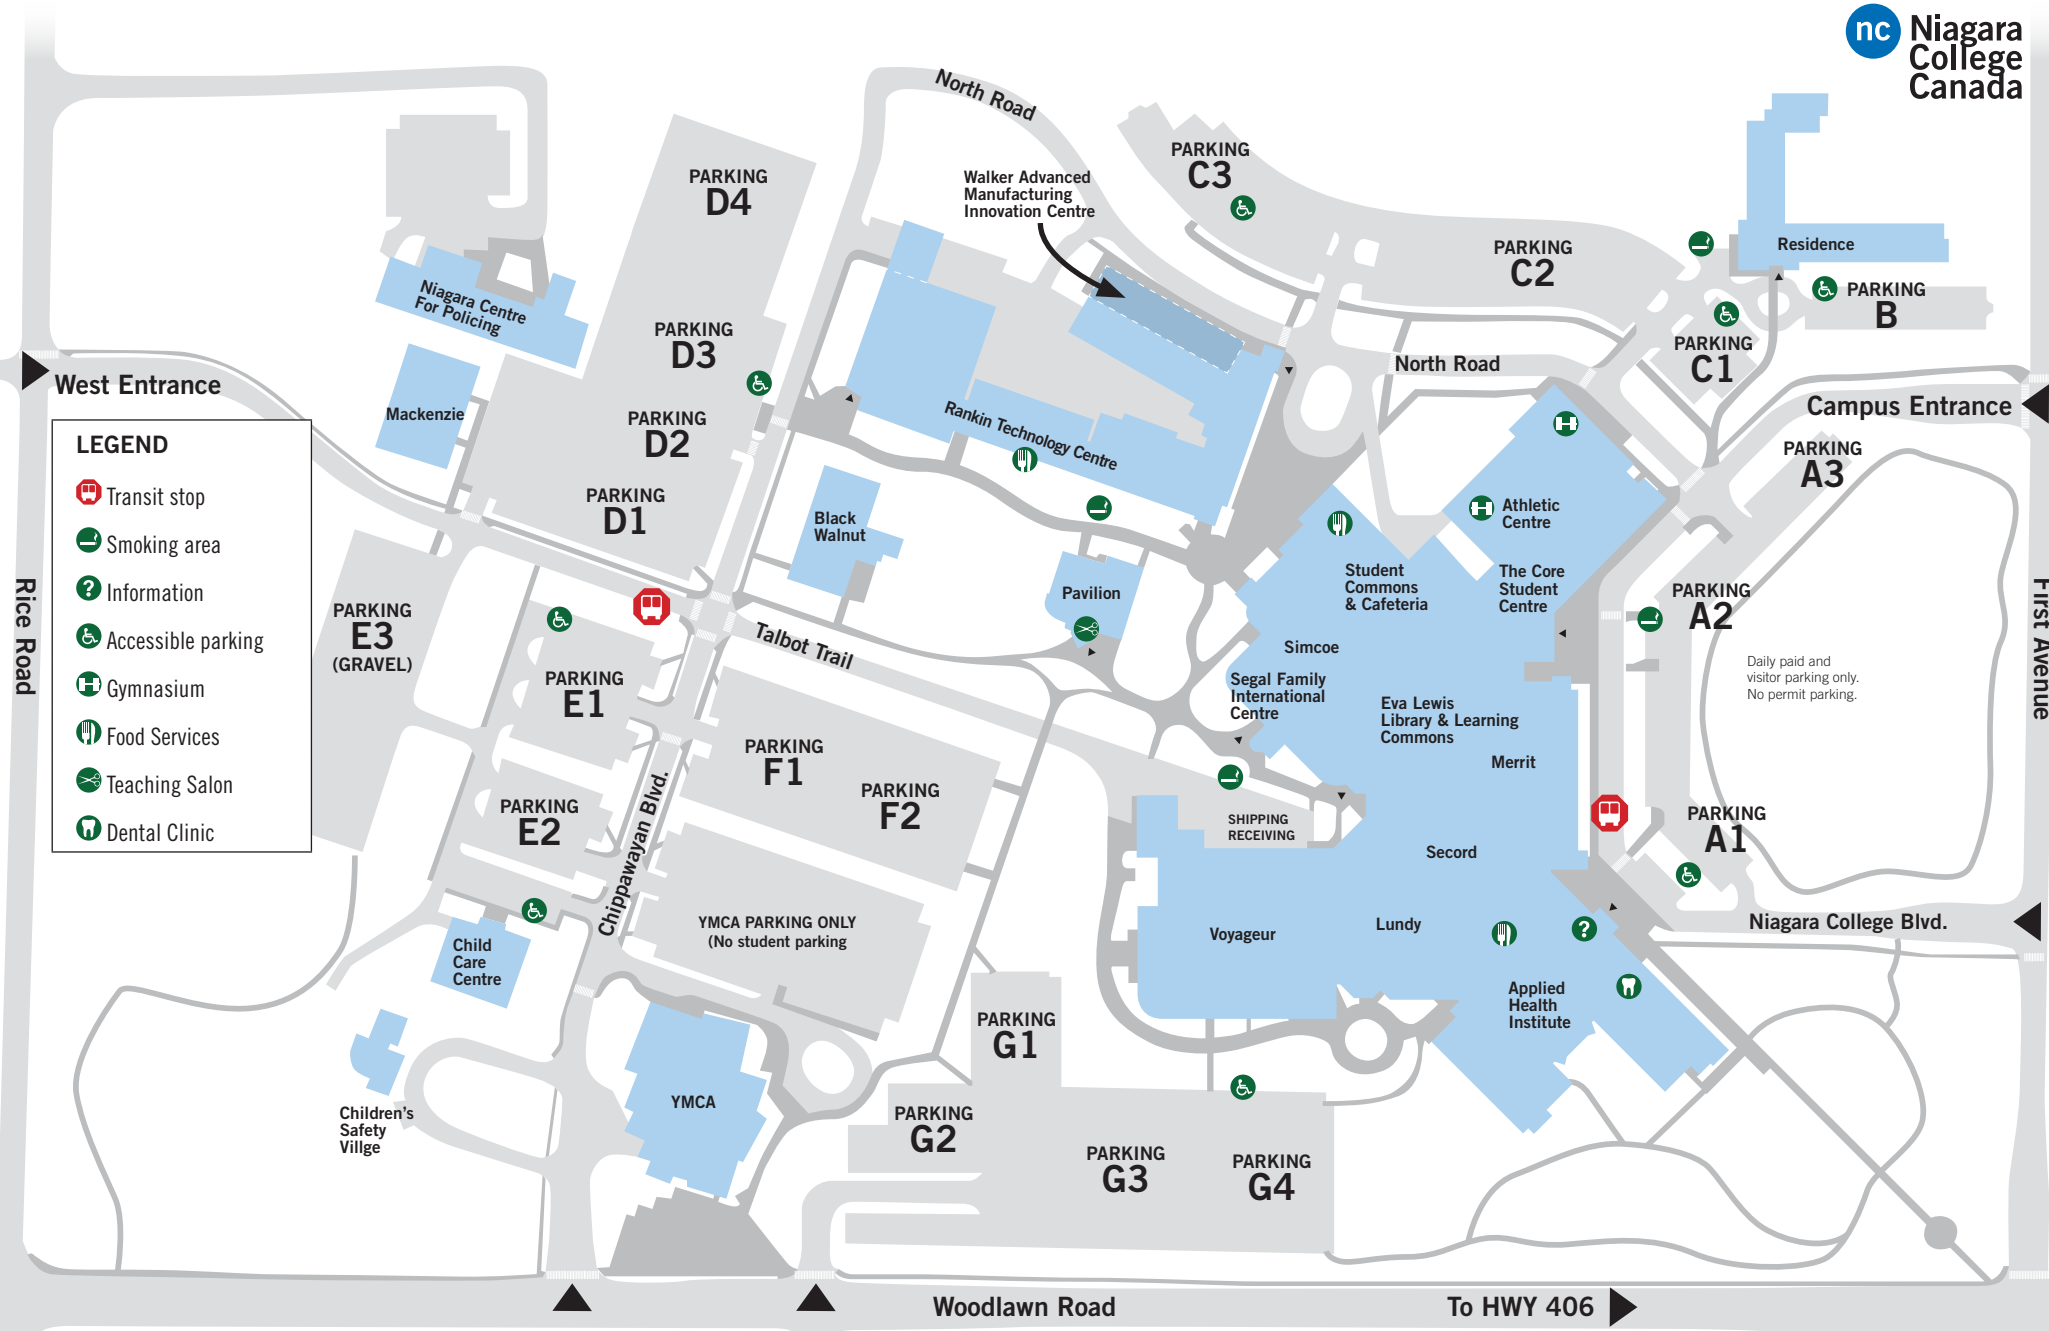 nc Niagara
College
Canada
North Road
PARKING
C3
PARKING
D4
Walker Advanced
Manufacturing
Innovation Centre
PARKING
C2
Residence
PARKING
B
Niagara Centre
For Policing
PARKING
D3
PARKING
C1
North Road
West Entrance
Campus Entrance
Mackenzie
PARKING
D2
Rankin Technology Centre
PARKING
A3
LEGEND
Transit stop
Smoking area
? Information
Accessible parking
Gymnasium
Food Services
Teaching Salon
Dental Clinic
PARKING
D1
Black
Walnut
Athletic
Centre
Student
Commons
& Cafeteria
The Core
Student
Centre
Pavilion
PARKING
A2
Rice Road
First Avenue
PARKING
E3
(GRAVEL)
Talbot Trail
Simcoe
Segal Family
International
Centre
Daily paid and
visitor parking only.
No permit parking.
PARKING
E1
Eva Lewis
Library & Learning
Commons
Merrit
PARKING
F1
PARKING
F2
PARKING
E2
Chippawayan Blvd.
SHIPPING
RECEIVING
PARKING
A1
Secord
YMCA PARKING ONLY
(No student parking
Voyageur
Lundy
?
Niagara College Blvd.
Child
Care
Centre
Applied
Health
Institute
PARKING
G1
Children's
Safety
Villge
YMCA
PARKING
G2
PARKING
G3
PARKING
G4
Woodlawn Road
To HWY 406